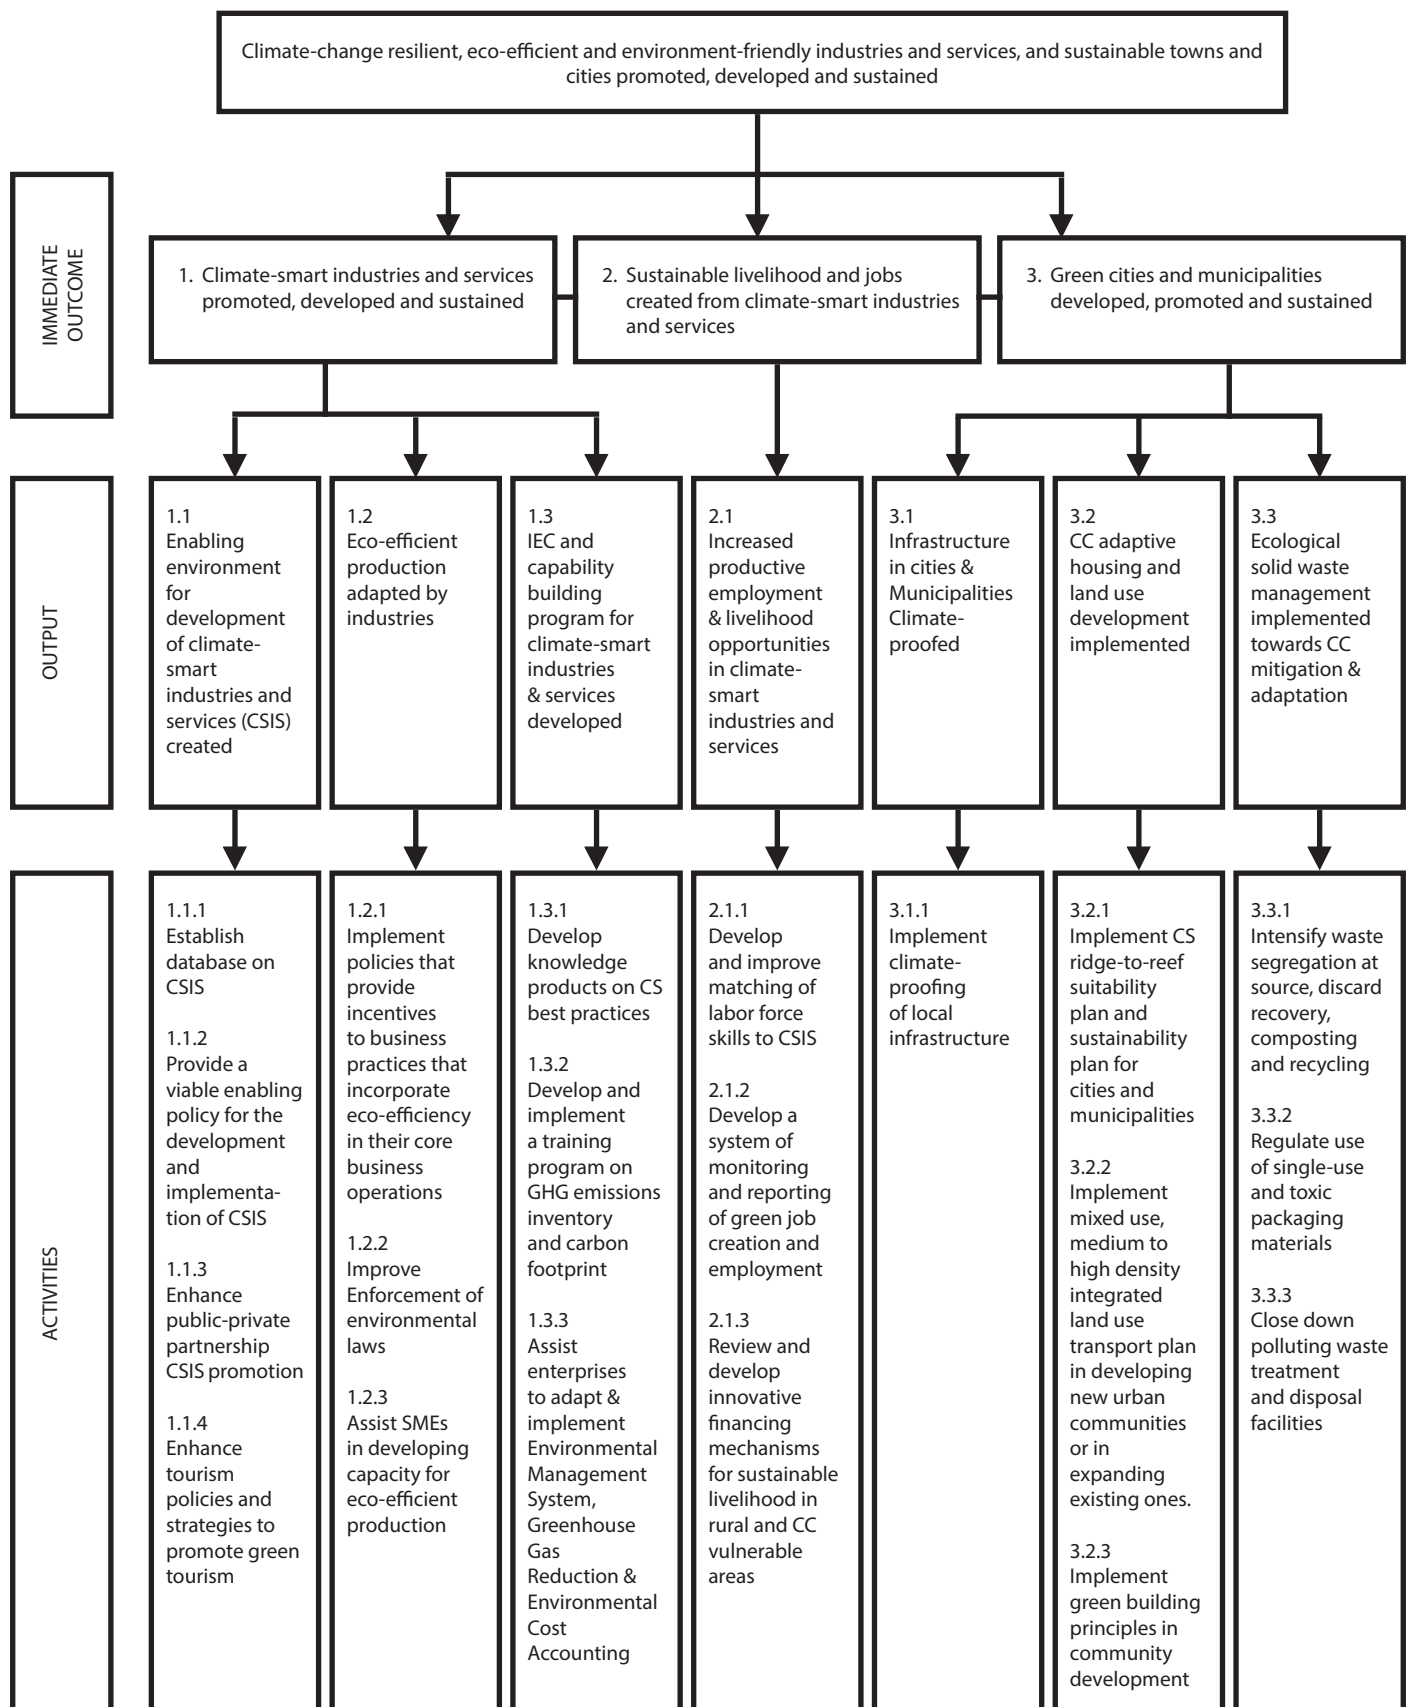 Climate-change resilient, eco-efficient and environment-friendly industries and services, and sustainable towns and
cities promoted, developed and sustained
IMMEDIATE
OUTCOME
1. Climate-smart industries and services
promoted, developed and sustained
2. Sustainable livelihood and jobs
created from climate-smart industries
and services
3. Green cities and municipalities
developed, promoted and sustained
OUTPUT
1.1
Enabling
environment
for
development
of climate-
smart
industries and
services (CSIS)
created
1.2
Eco-efficient
production
adapted by
industries
1.3
IEC and
capability
building
program for
climate-smart
industries
& services
developed
2.1
Increased
productive
employment
& livelihood
opportunities
in climate-
smart
industries and
services
3.1
Infrastructure
in cities &
Municipalities
Climate-
proofed
3.2
CC adaptive
housing and
land use
development
implemented
3.3
Ecological
solid waste
management
implemented
towards CC
mitigation &
adaptation
ACTIVITIES
1.1.1
Establish
database on
CSIS
1.1.2
Provide a
viable enabling
policy for the
development
and
implementa-
tion of CSIS
1.1.3
Enhance
public-private
partnership
CSIS promotion
1.1.4
Enhance
tourism
policies and
strategies to
promote green
tourism
1.2.1
Implement
policies that
provide
incentives
to business
practices that
incorporate
eco-efficiency
in their core
business
operations
1.2.2
Improve
Enforcement of
environmental
laws
1.2.3
Assist SMEs
in developing
capacity for
eco-efficient
production
1.3.1
Develop
knowledge
products on CS
best practices
1.3.2
Develop and
implement
a training
program on
GHG emissions
inventory
and carbon
footprint
1.3.3
Assist
enterprises
to adapt &
implement
Environmental
Management
System,
Greenhouse
Gas
Reduction &
Environmental
Cost
Accounting
2.1.1
Develop
and improve
matching of
labor force
skills to CSIS
2.1.2
Develop a
system of
monitoring
and reporting
of green job
creation and
employment
2.1.3
Review and
develop
innovative
financing
mechanisms
for sustainable
livelihood in
rural and CC
vulnerable
areas
3.1.1
Implement
climate-
proofing
of local
infrastructure
3.2.1
Implement CS
ridge-to-reef
suitability
plan and
sustainability
plan for
cities and
municipalities
3.2.2
Implement
mixed use,
medium to
high density
integrated
land use
transport plan
in developing
new urban
communities
or in
expanding
existing ones.
3.2.3
Implement
green building
principles in
community
development
3.3.1
Intensify waste
segregation at
source, discard
recovery,
composting
and recycling
3.3.2
Regulate use
of single-use
and toxic
packaging
materials
3.3.3
Close down
polluting waste
treatment
and disposal
facilities